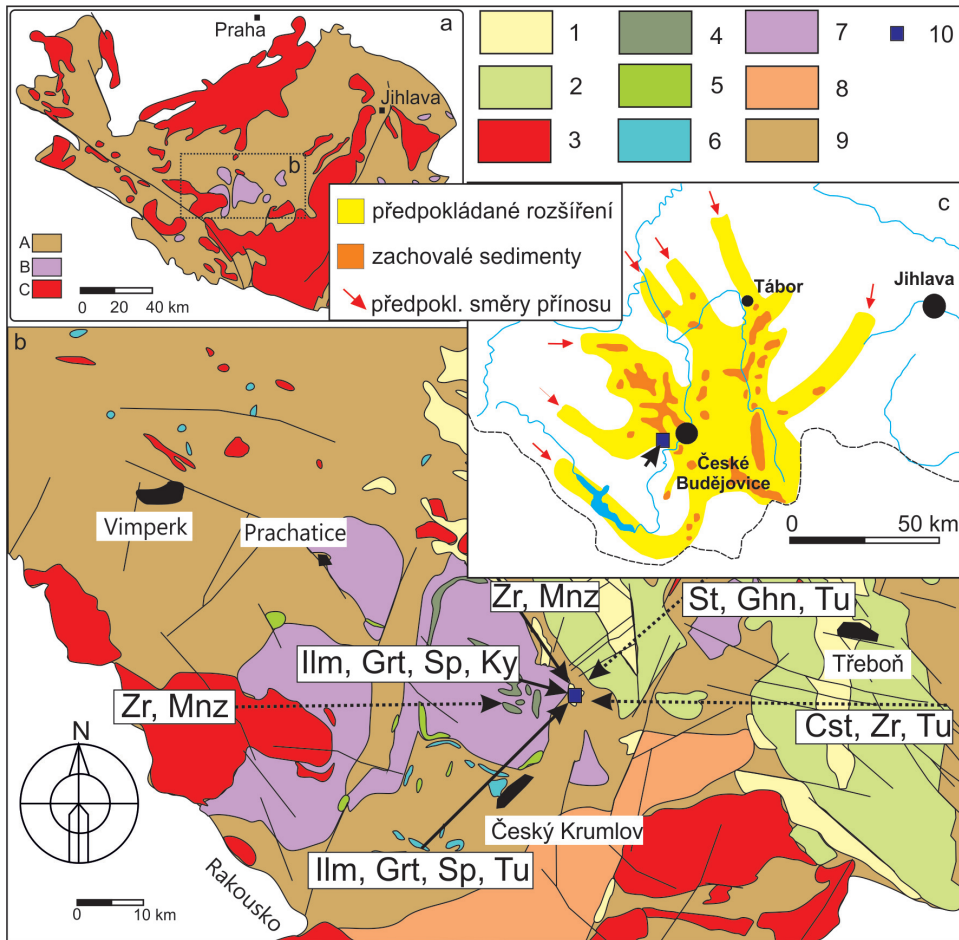 a
Praha
Jihlava
b
A
B
C
0 20 40 km
1
2
3
4
5
6
7
8
9
10
předpokládané rozšíření
zachovalé sedimenty
předpokl. směry přínosu
c
Tábor
Jihlava
České
Budějovice
0 50 km
b
Vimperk
Prachatice
Zr, Mnz
St, Ghn, Tu
Třeboň
Ilm, Grt, Sp, Ky
Zr, Mnz
Cst, Zr, Tu
N
Český Krumlov
Ilm, Grt, Sp, Tu
Rakousko
0 10 km